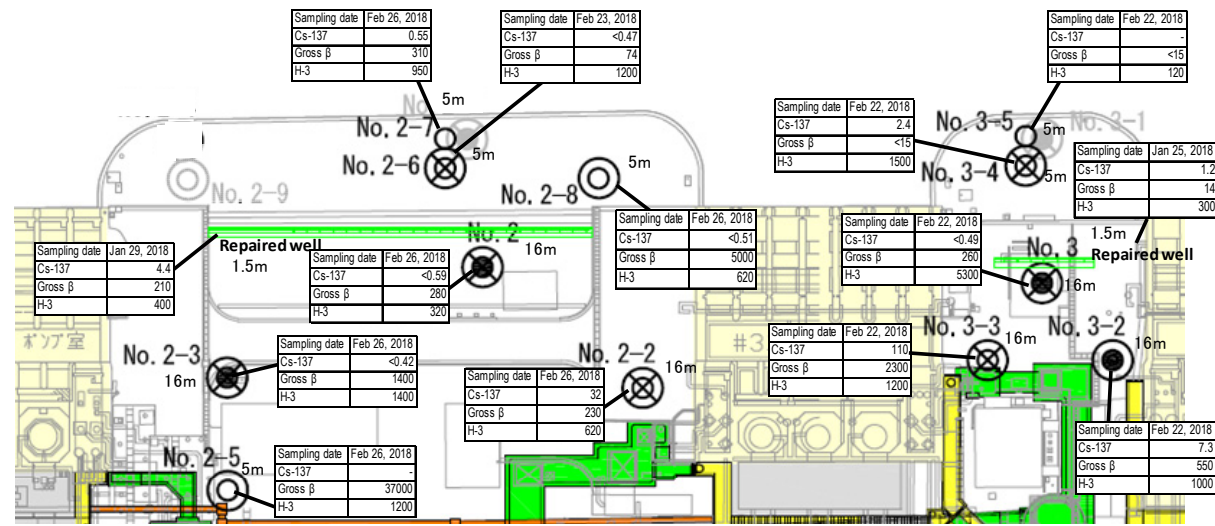 Sampling date Feb 26, 2018
Cs-137 0.55
Gross β 310
H-3 950
Sampling date Feb 23, 2018
Cs-137 <0.47
Gross β 74
H-3 1200
Sampling date Feb 22, 2018
Cs-137 -
Gross β <15
H-3 120
No 5m
No. 2-7
No. 2-6 5m
No. 2-8 5m
No. 2-9
Sampling date Feb 22, 2018
Cs-137 2.4
Gross β <15
H-3 1500
No. 3-5 5m No. 3-1
No. 3-4 5m
Sampling date Jan 25, 2018
Cs-137 1.2
Gross β 14
H-3 300
1.5m
Repaired well
Sampling date Jan 29, 2018
Cs-137 4.4
Gross β 210
H-3 400
Repaired well
1.5m
No. 2
16m
Sampling date Feb 26, 2018
Cs-137 <0.59
Gross β 280
H-3 320
Sampling date Feb 26, 2018
Cs-137 <0.51
Gross β 5000
H-3 620
Sampling date Feb 22, 2018
Cs-137 <0.49
Gross β 260
H-3 5300
No. 3
16m
ポンプ室
No. 2-3
16m
Sampling date Feb 26, 2018
Cs-137 <0.42
Gross β 1400
H-3 1400
Sampling date Feb 26, 2018
Cs-137 32
Gross β 230
H-3 620
No. 2-2
16m
#3
Sampling date Feb 22, 2018
Cs-137 110
Gross β 2300
H-3 1200
No. 3-3
16m
No. 3-2
16m
No. 2-5
5m
Sampling date Feb 26, 2018
Cs-137 -
Gross β 37000
H-3 1200
Sampling date Feb 22, 2018
Cs-137 7.3
Gross β 550
H-3 1000